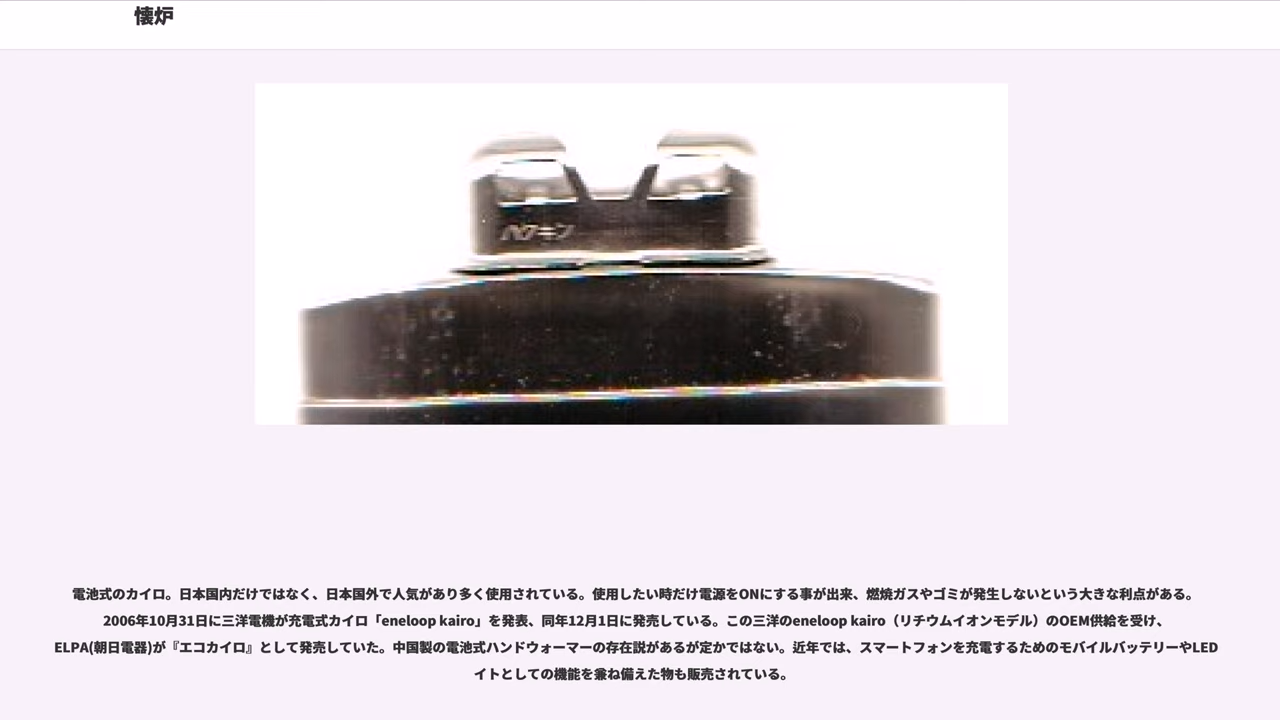 懐炉
ハクキン
電池式のカイロ。日本国内だけではなく、日本国外で人気があり多く使用されている。使用したい時だけ電源をONにする事が出来、燃焼ガスやゴミが発生しないという大きな利点がある。
2006年10月31日に三洋電機が充電式カイロ「eneloop kairo」を発表、同年12月1日に発売している。この三洋のeneloop kairo（リチウムイオンモデル）のOEM供給を受け、
ELPA(朝日電器)が『エコカイロ』として発売していた。中国製の電池式ハンドウォーマーの存在説があるが定かではない。近年では、スマートフォンを充電するためのモバイルバッテリーやLED
イトとしての機能を兼ね備えた物も販売されている。